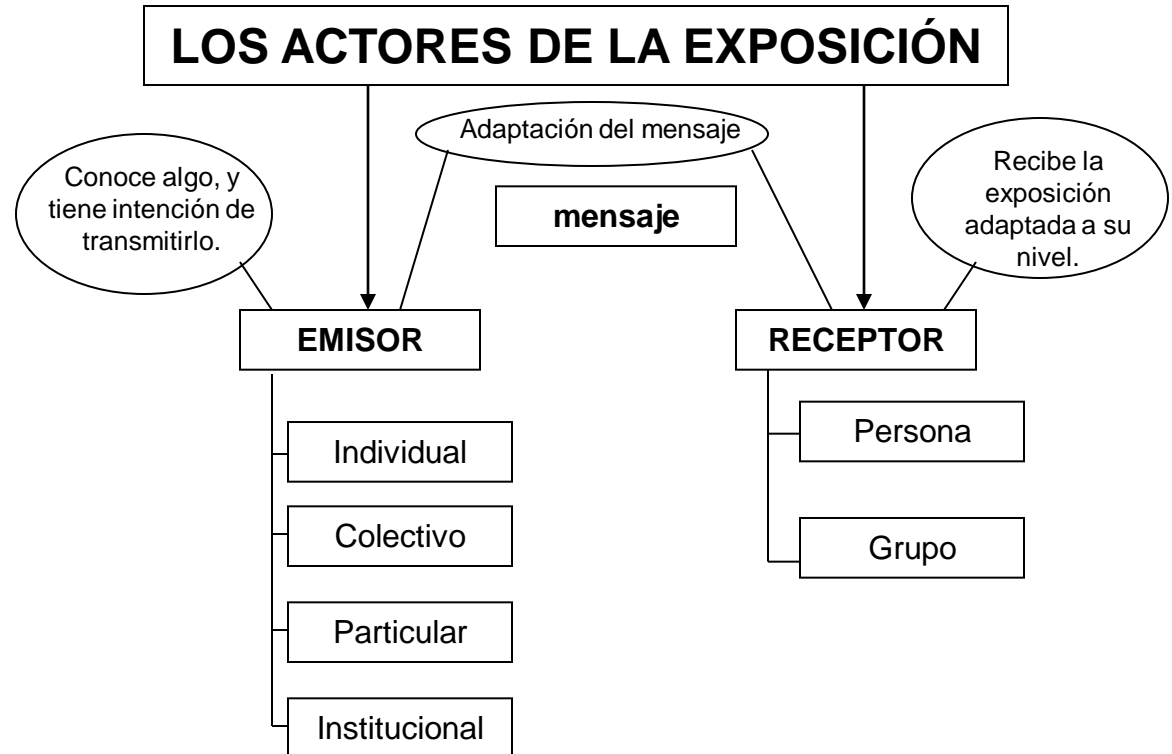 LOS ACTORES DE LA EXPOSICIÓN
Adaptación del mensaje
Conoce algo, y
tiene intención de
transmitirlo.
mensaje
Recibe la
exposición
adaptada a su
nivel.
EMISOR
RECEPTOR
Individual
Colectivo
Particular
Institucional
Persona
Grupo